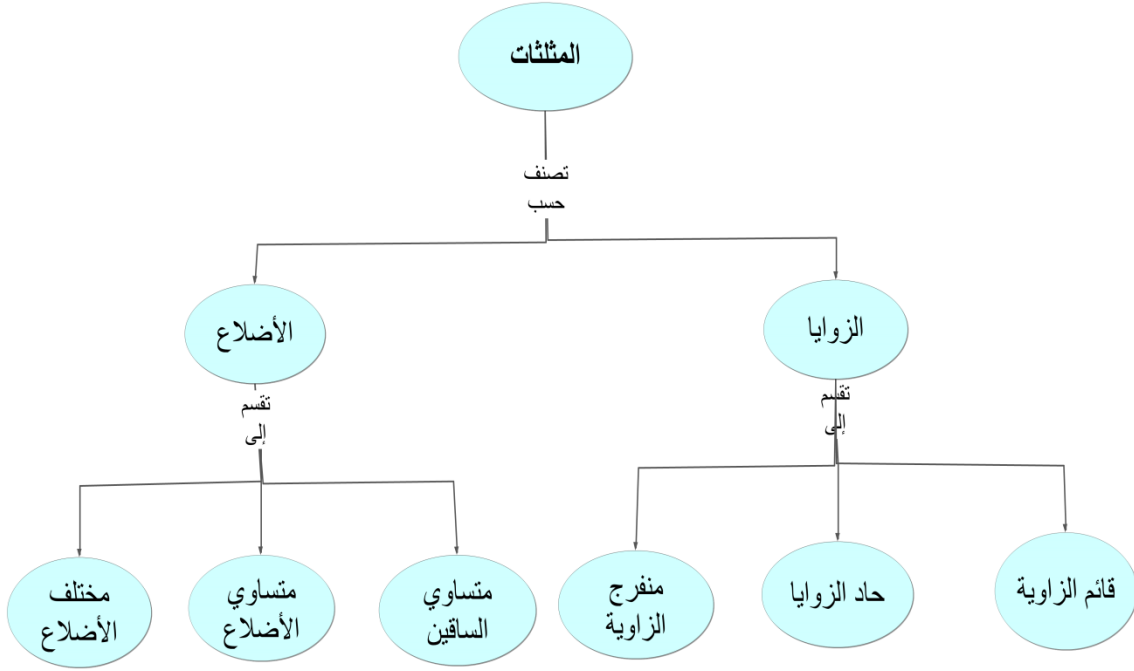 المثلثات
تصنف
حسب
الزوايا
الأضلاع
تقسم
إلى
تقسم
إلى
قائم الزاوية
حاد الزوايا
منفرج
الزاوية
متساوي
الساقين
متساوي
الأضلاع
مختلف
الأضلاع